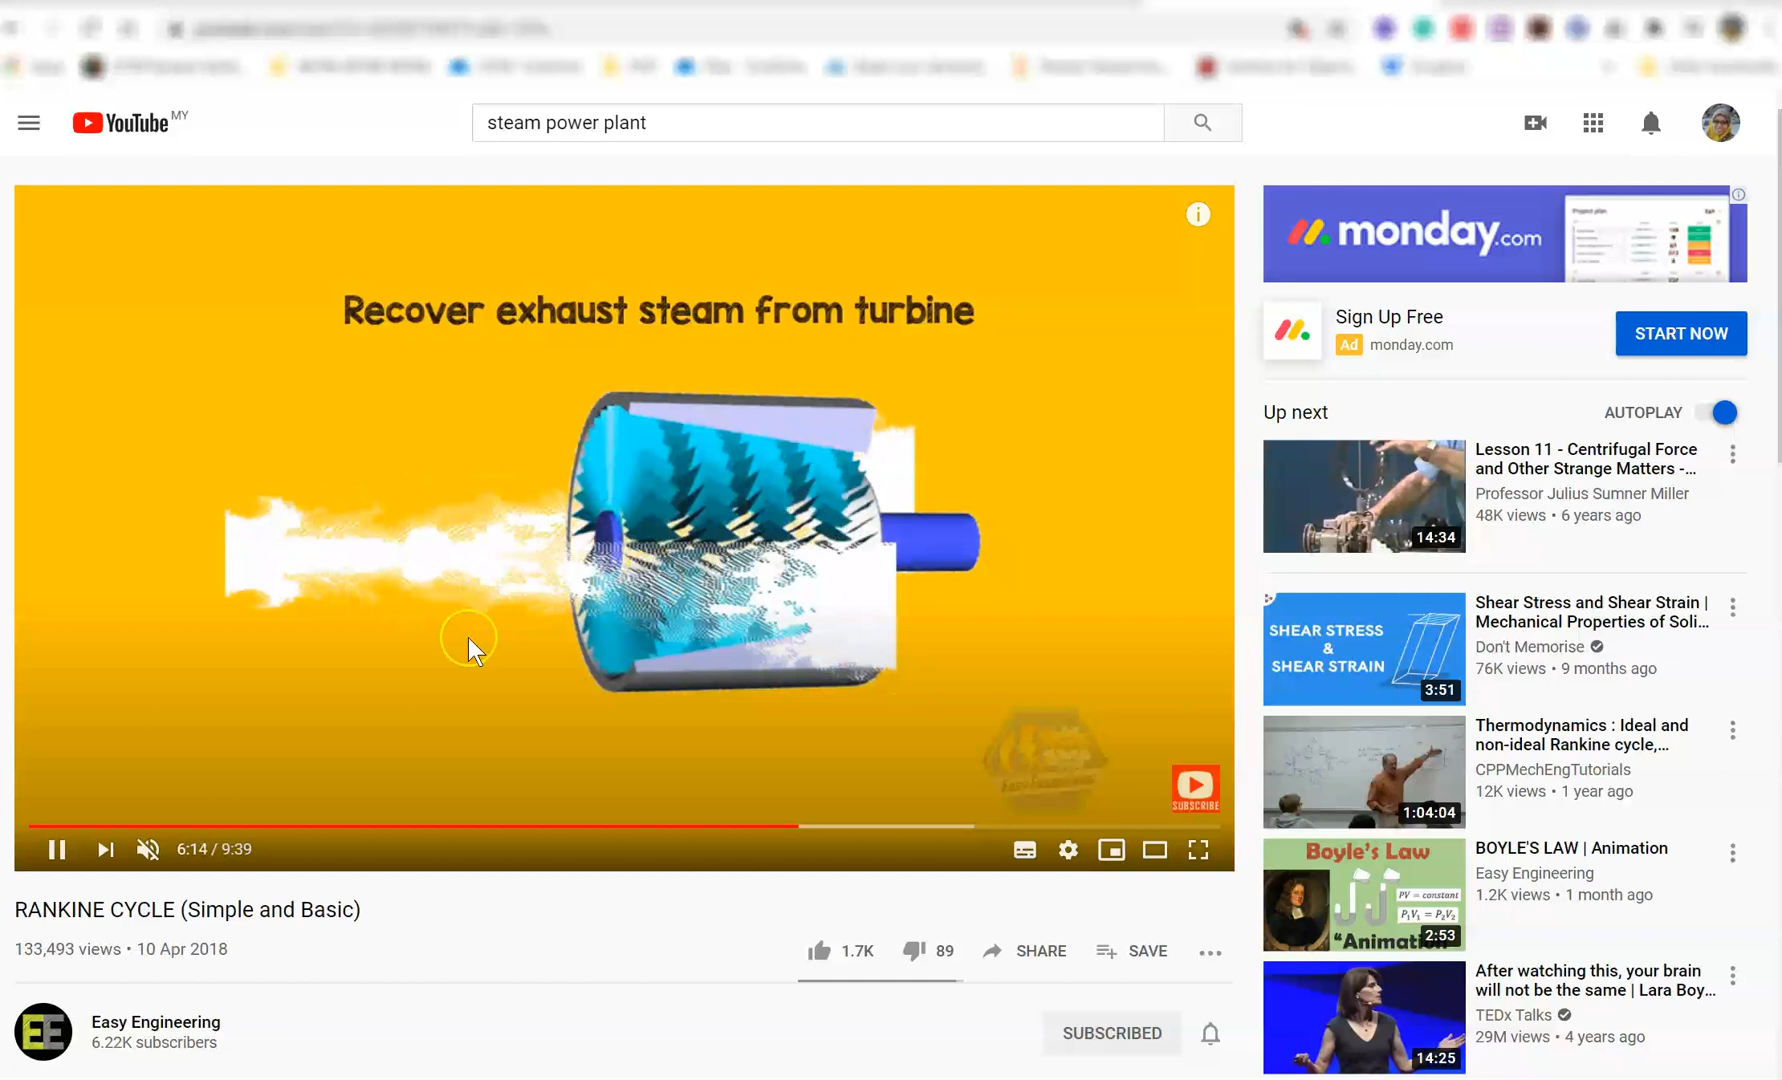 YouTube MY
steam power plant
Recover exhaust steam from turbine
SUBSCRIBE
6:14 / 9:39
RANKINE CYCLE (Simple and Basic)
133,493 views • 10 Apr 2018
1.7K 89 SHARE SAVE
EE
Easy Engineering
6.22K subscribers
SUBSCRIBED
monday.com
Project plan
Sign Up Free
Ad monday.com
START NOW
Up next
AUTOPLAY
14:34
Lesson 11 - Centrifugal Force
and Other Strange Matters -...
Professor Julius Sumner Miller
48K views • 6 years ago
SHEAR STRESS
&
SHEAR STRAIN
3:51
Shear Stress and Shear Strain |
Mechanical Properties of Soli...
Don't Memorise
76K views • 9 months ago
1:04:04
Thermodynamics : Ideal and
non-ideal Rankine cycle,...
CPPMechEngTutorials
12K views • 1 year ago
Boyle's Law
PV = constant
P₁V₁ = P₂V₂
"Animati
2:53
BOYLE'S LAW | Animation
Easy Engineering
1.2K views • 1 month ago
14:25
After watching this, your brain
will not be the same | Lara Boy...
TEDx Talks
29M views • 4 years ago